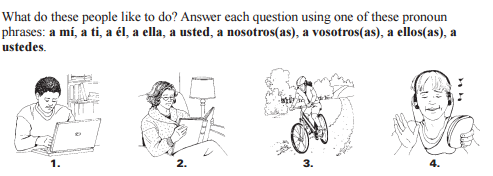 What do these people like to do? Answer each question using one of these pronoun
phrases: a mí, a ti, a él, a ella, a usted, a nosotros(as), a vosotros(as), a ellos(as), a
ustedes.
1. 2. 3. 4.